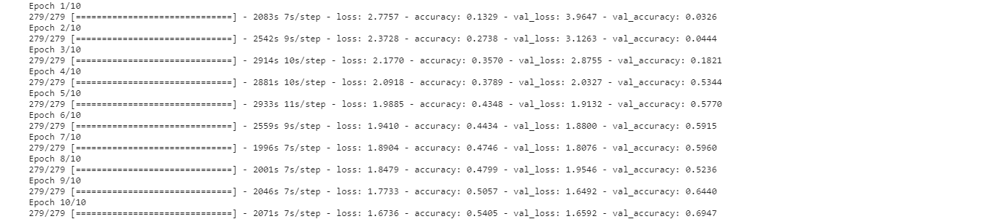 Epoch 1/10
279/279 [==============================] - 2083s 7s/step - loss: 2.7757 - accuracy: 0.1329 - val_loss: 3.9647 - val_accuracy: 0.0326
Epoch 2/10
279/279 [==============================] - 2542s 9s/step - loss: 2.3728 - accuracy: 0.2738 - val_loss: 3.1263 - val_accuracy: 0.0444
Epoch 3/10
279/279 [==============================] - 2914s 10s/step - loss: 2.1770 - accuracy: 0.3570 - val_loss: 2.8755 - val_accuracy: 0.1821
Epoch 4/10
279/279 [==============================] - 2881s 10s/step - loss: 2.0918 - accuracy: 0.3789 - val_loss: 2.0327 - val_accuracy: 0.5344
Epoch 5/10
279/279 [==============================] - 2933s 11s/step - loss: 1.9885 - accuracy: 0.4348 - val_loss: 1.9132 - val_accuracy: 0.5770
Epoch 6/10
279/279 [==============================] - 2559s 9s/step - loss: 1.9410 - accuracy: 0.4434 - val_loss: 1.8800 - val_accuracy: 0.5915
Epoch 7/10
279/279 [==============================] - 1996s 7s/step - loss: 1.8904 - accuracy: 0.4746 - val_loss: 1.8076 - val_accuracy: 0.5960
Epoch 8/10
279/279 [==============================] - 2001s 7s/step - loss: 1.8479 - accuracy: 0.4799 - val_loss: 1.9546 - val_accuracy: 0.5236
Epoch 9/10
279/279 [==============================] - 2046s 7s/step - loss: 1.7733 - accuracy: 0.5057 - val_loss: 1.6492 - val_accuracy: 0.6440
Epoch 10/10
279/279 [==============================] - 2071s 7s/step - loss: 1.6736 - accuracy: 0.5405 - val_loss: 1.6592 - val_accuracy: 0.6947